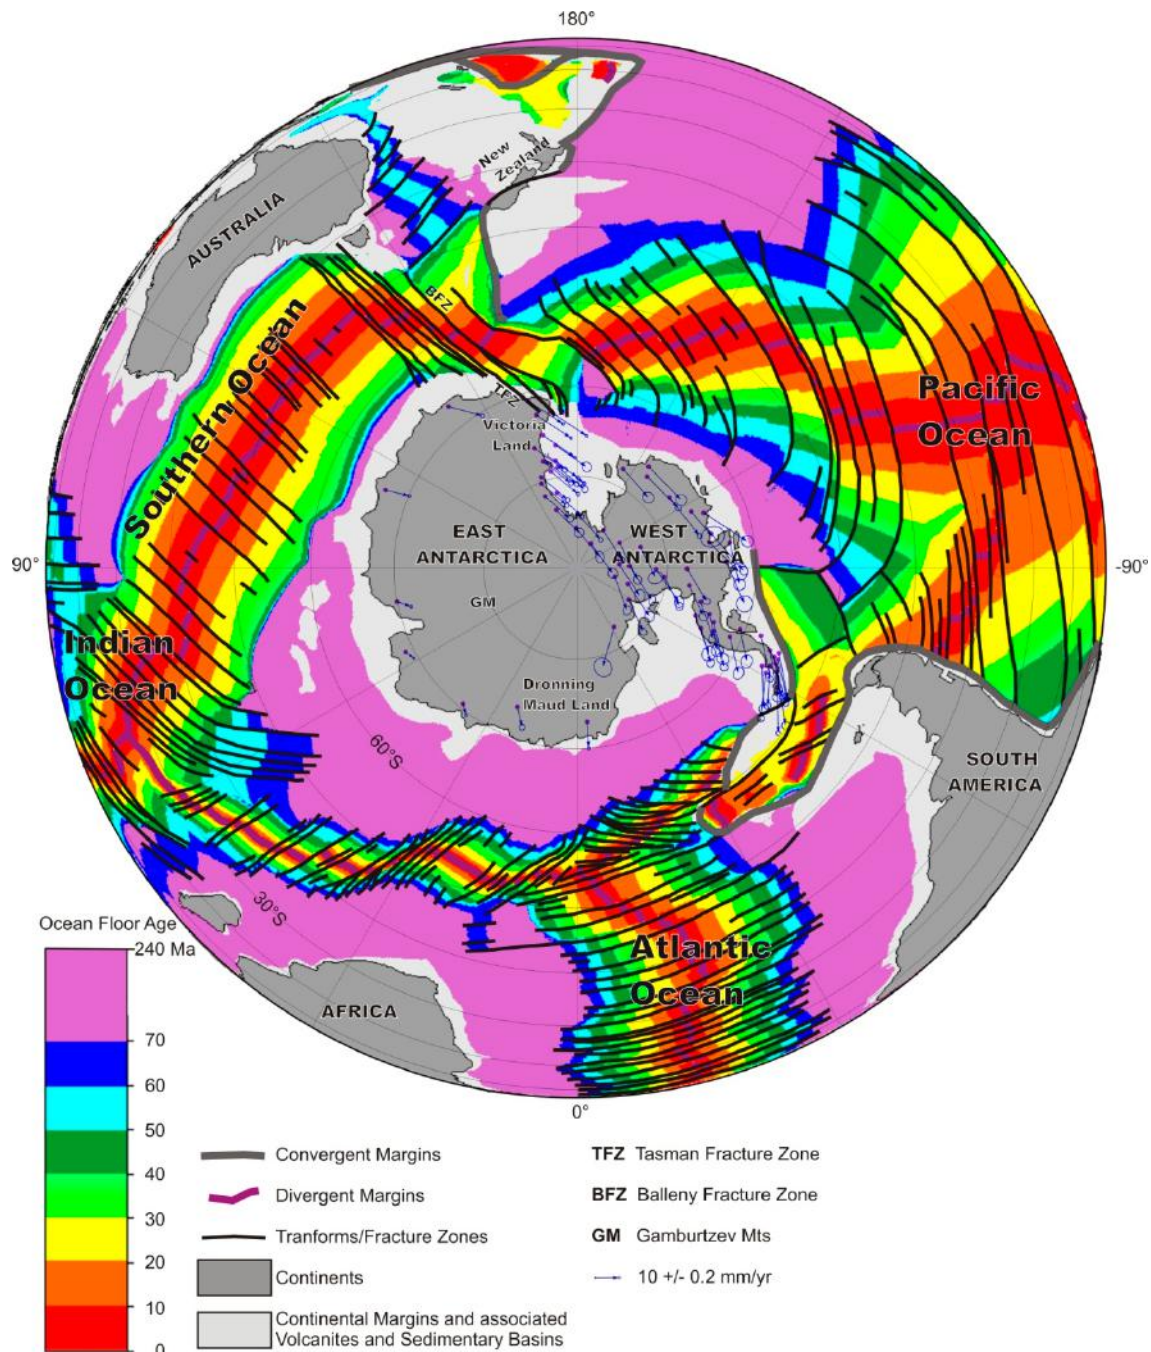 180°
New
Zealand
AUSTRALIA
BFZ
Southern Ocean
TFZ
Victoria
Land
Pacific
Ocean
EAST
ANTARCTICA
WEST
ANTARCTICA
90°
-90°
GM
Indian
Ocean
Dronning
Maud Land
60°S
SOUTH
AMERICA
30°S
Atlantic
Ocean
AFRICA
0°
Ocean Floor Age
240 Ma
70
60
50
40
30
20
10
0
Convergent Margins
Divergent Margins
Tranforms/Fracture Zones
Continents
Continental Margins and associated
Volcanites and Sedimentary Basins
TFZ Tasman Fracture Zone
BFZ Balleny Fracture Zone
GM Gamburtzev Mts
10 +/- 0.2 mm/yr